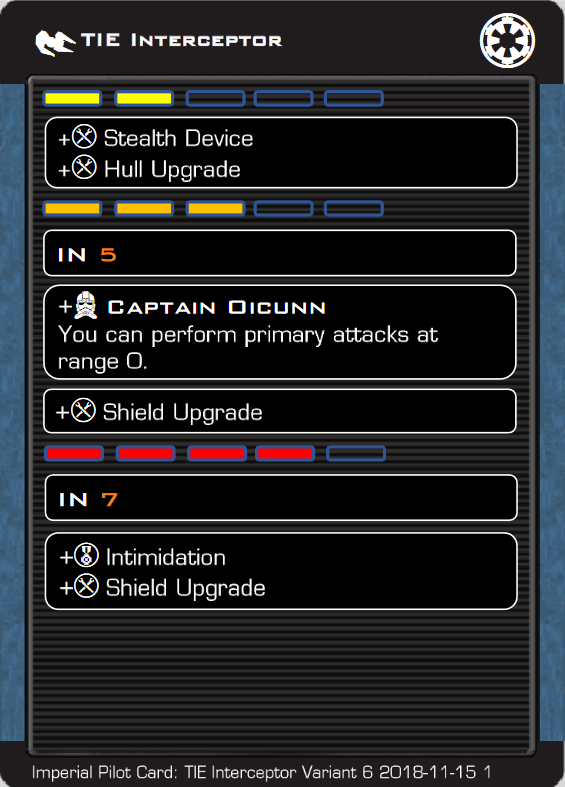 TIE Interceptor
+ Stealth Device
+ Hull Upgrade
IN 5
+ Captain Oicunn
You can perform primary attacks at
range 0.
+ Shield Upgrade
IN 7
+ Intimidation
+ Shield Upgrade
Imperial Pilot Card: TIE Interceptor Variant 6 2018-11-15 1